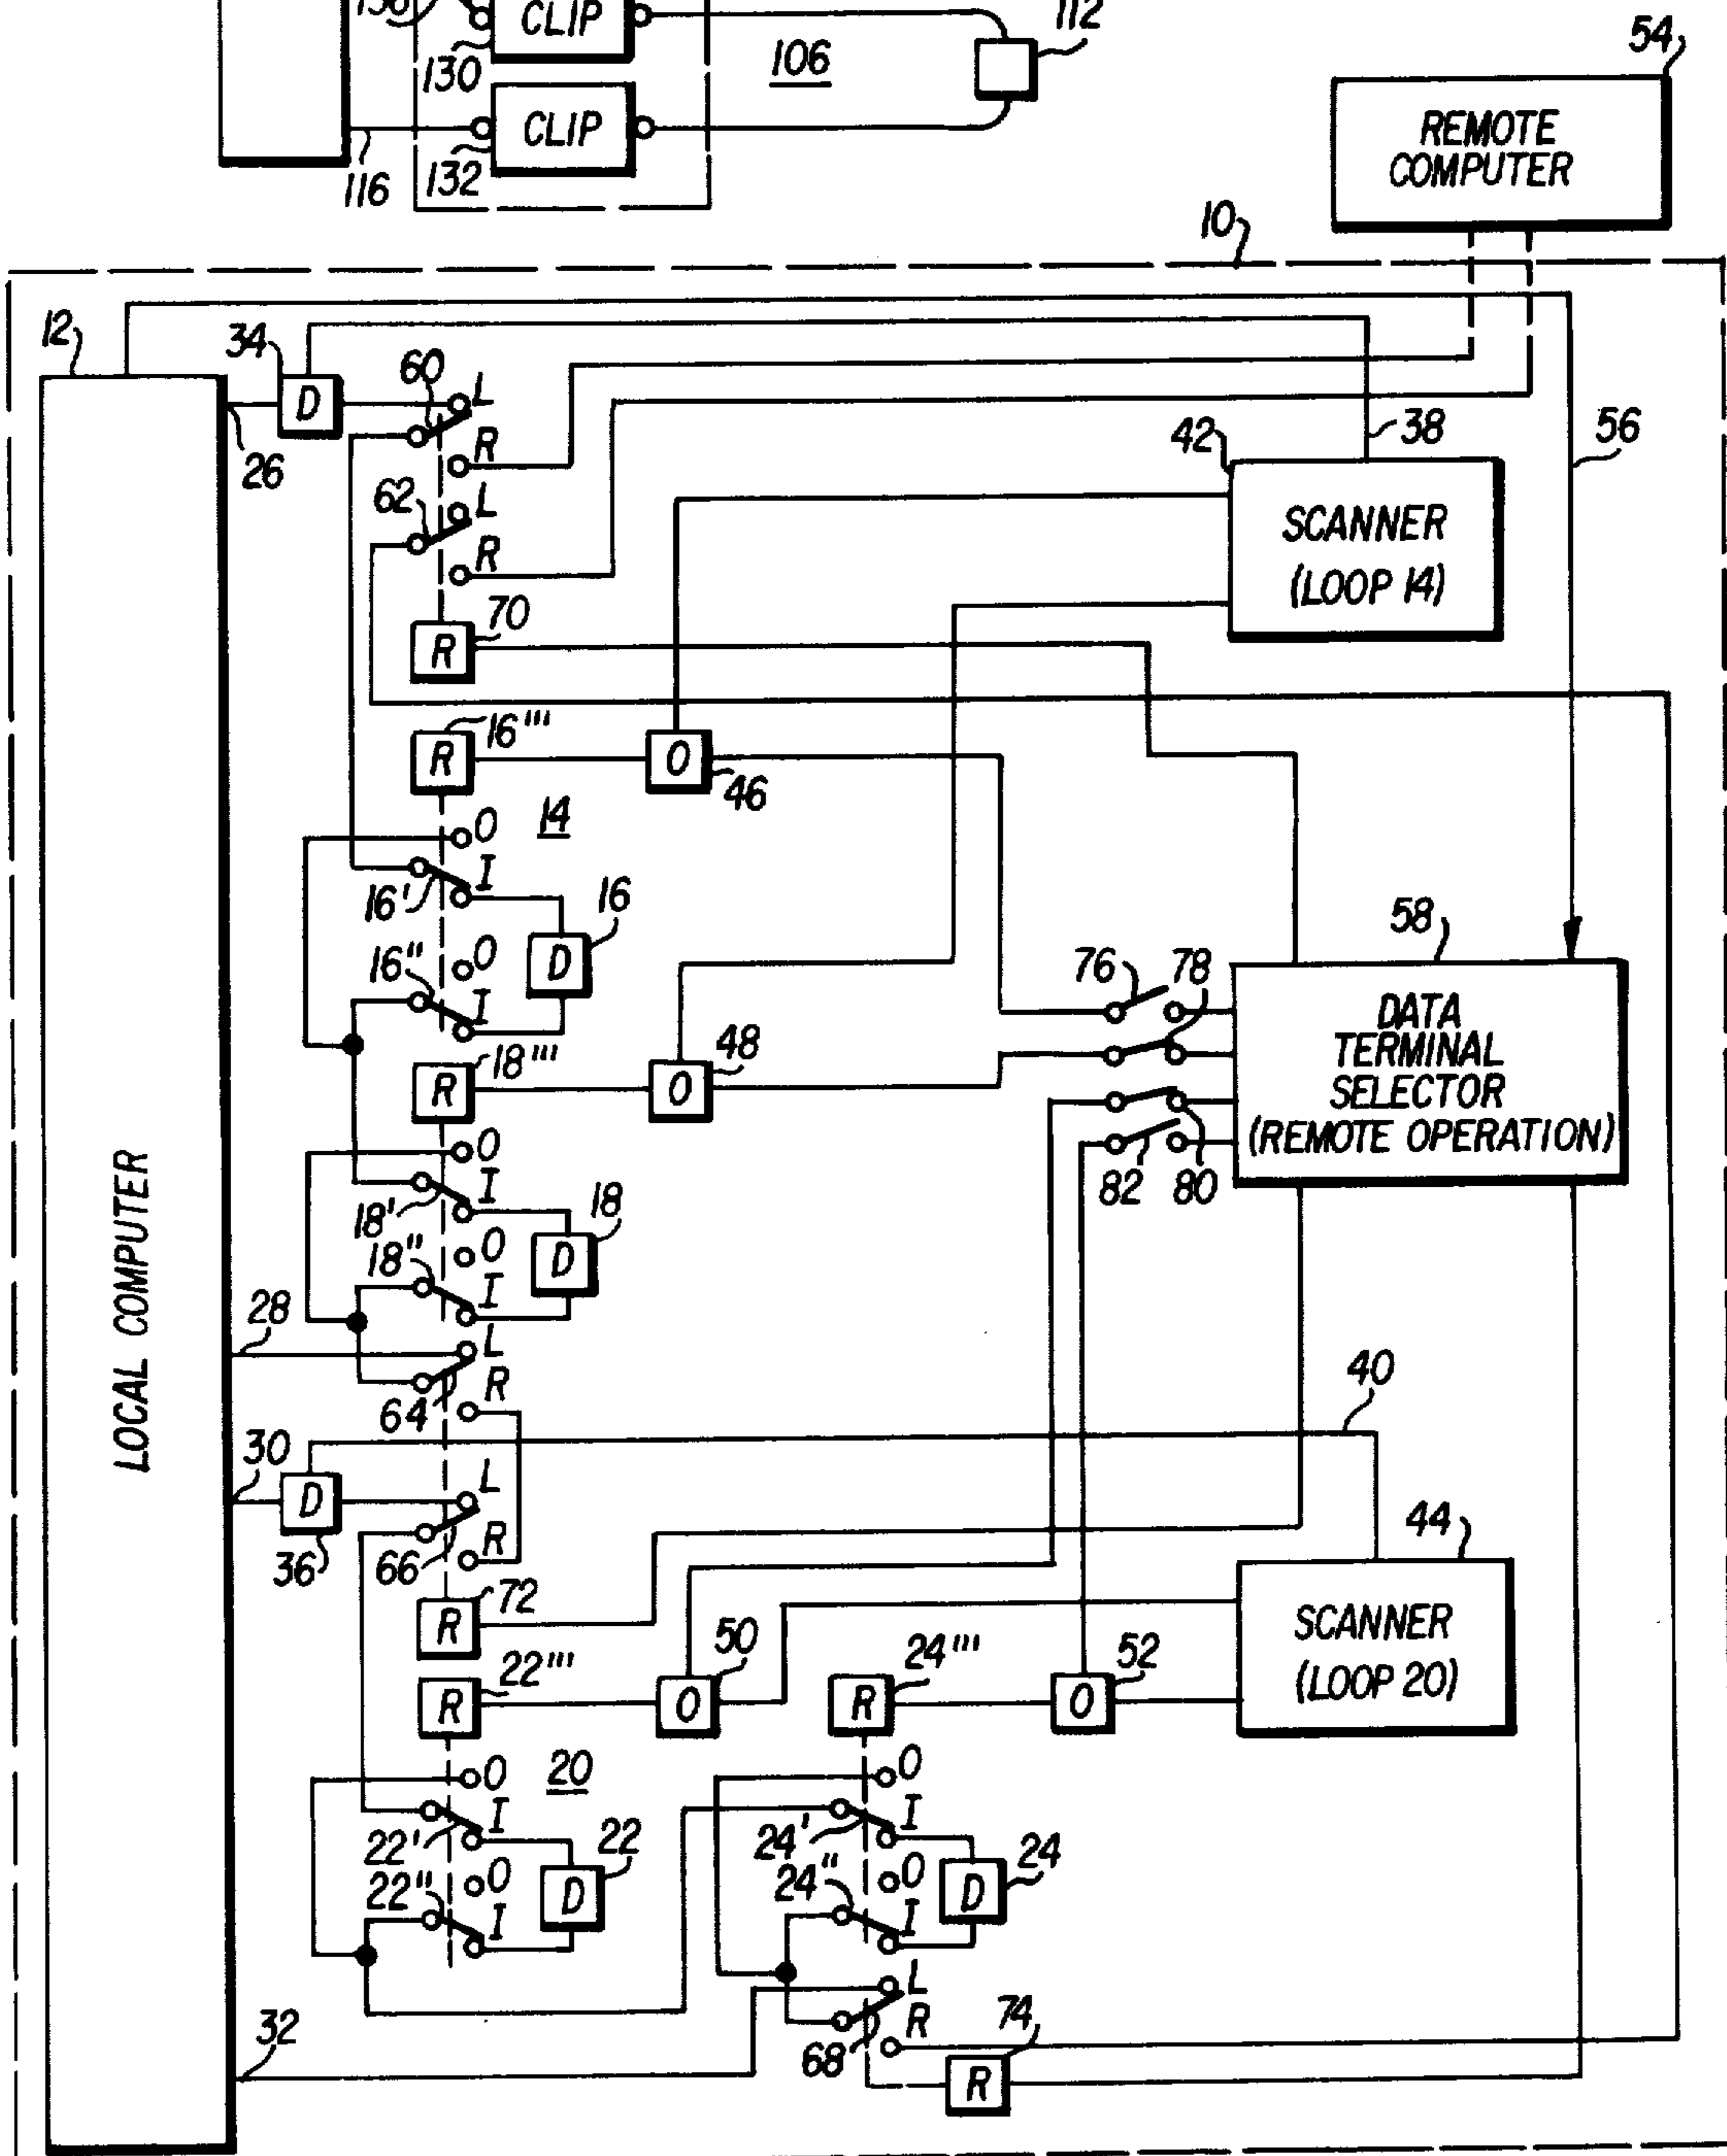 136
CLIP
130
106
112
CLIP
116
132
54
REMOTE
COMPUTER
10
12
34
D
60
L
R
26
62
L
R
38
42
56
SCANNER
(LOOP 14)
70
R
16'''
R
O
46
14
O
I
16'
16
D
16"
O
I
58
76
78
DATA
TERMINAL
SELECTOR
(REMOTE OPERATION)
82
80
48
18'''
R
O
O
I
18'
18
D
18"
O
I
LOCAL COMPUTER
28
L
R
64
40
30
D
36
L
R
66
44
72
R
SCANNER
(LOOP 20)
22'''
R
50
O
24'''
R
52
O
20
O
I
22'
22
D
22"
O
I
O
I
24'
24
D
24"
O
I
L
R
68
74
R
32